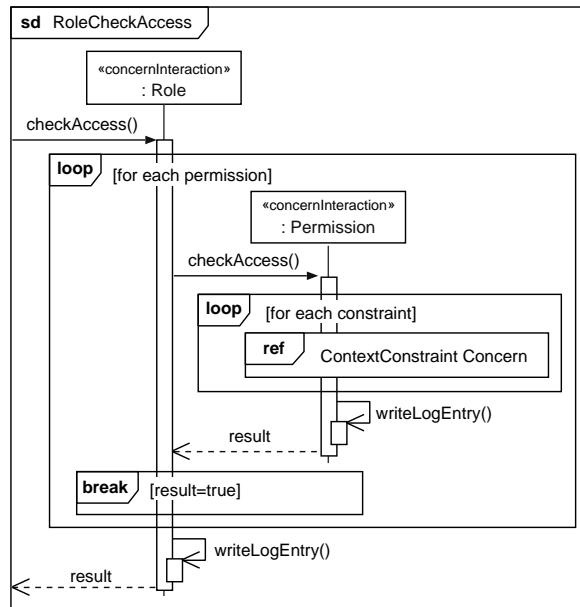 sd RoleCheckAccess
«concernInteraction»
: Role
checkAccess()
loop [for each permission]
«concernInteraction»
: Permission
checkAccess()
loop [for each constraint]
ref ContextConstraint Concern
writeLogEntry()
result
break [result=true]
writeLogEntry()
result